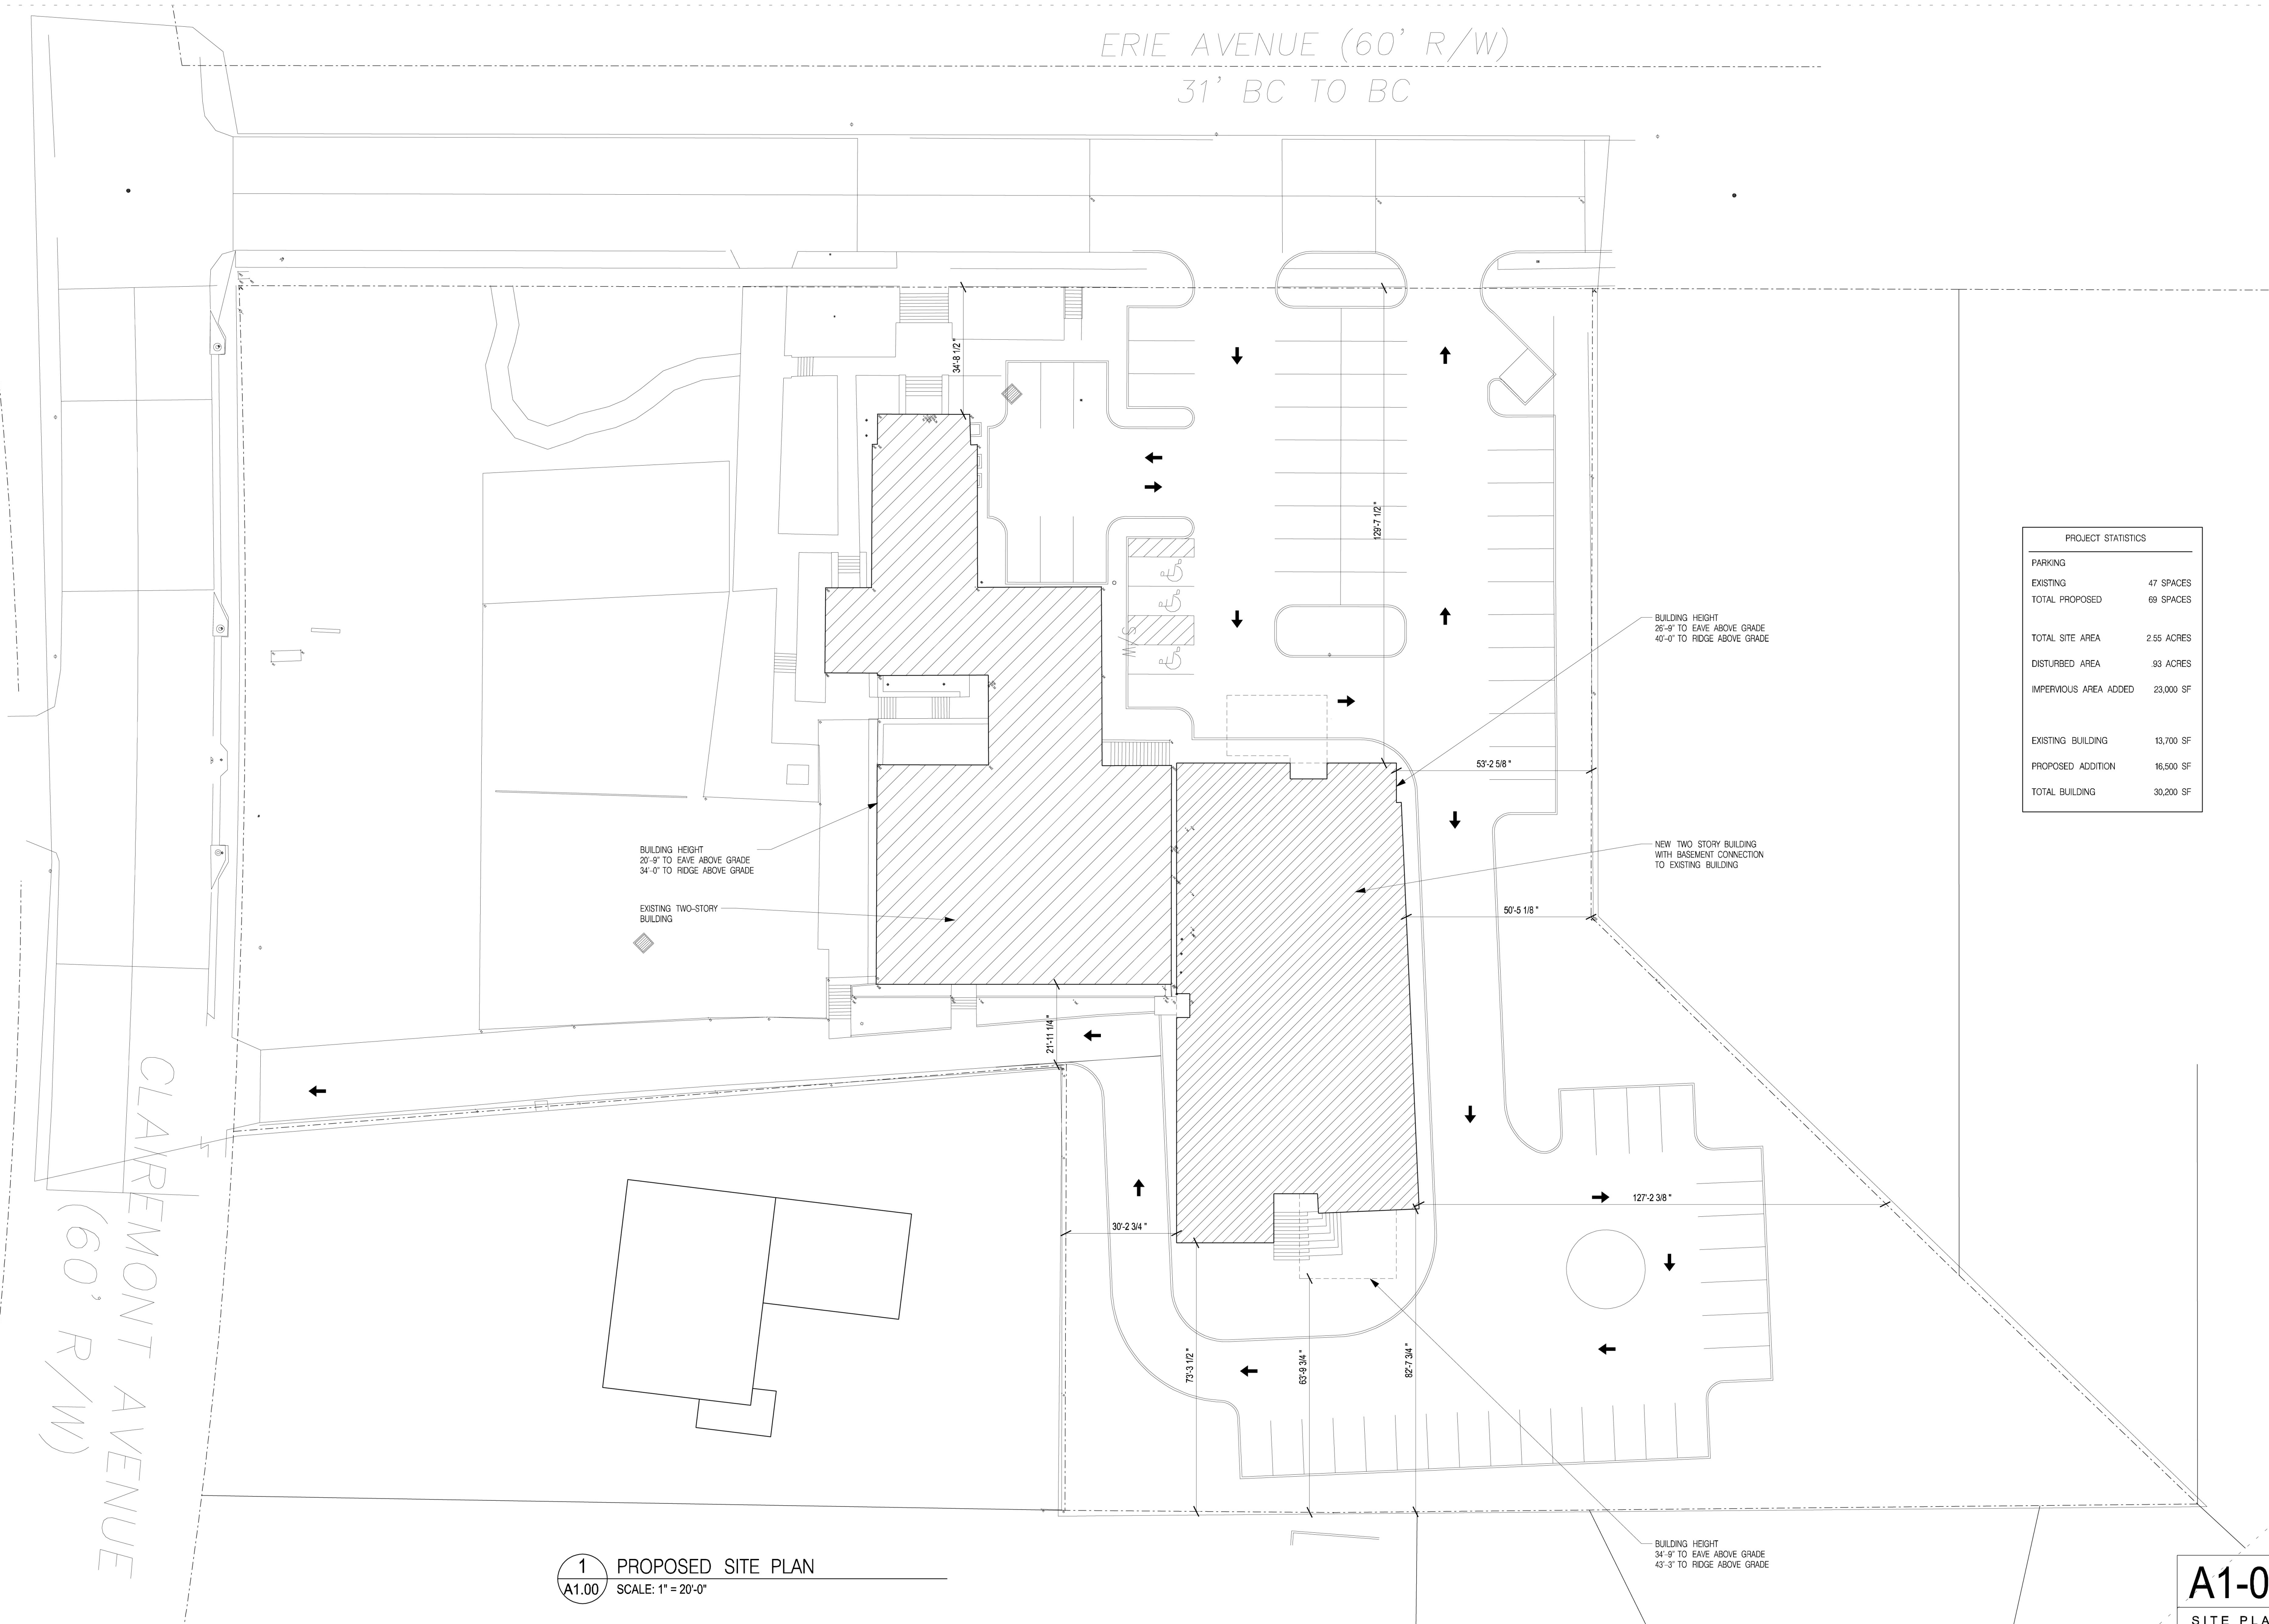 ERIE AVENUE (60' R/W)
31' BC TO BC
34'-8 1/2"
129'-7 1/2"
PROJECT STATISTICS
PARKING
EXISTING 47 SPACES
TOTAL PROPOSED 69 SPACES
TOTAL SITE AREA 2.55 ACRES
DISTURBED AREA .93 ACRES
IMPERVIOUS AREA ADDED 23,000 SF
EXISTING BUILDING 13,700 SF
PROPOSED ADDITION 16,500 SF
TOTAL BUILDING 30,200 SF
BUILDING HEIGHT
26'-9" TO EAVE ABOVE GRADE
40'-0" TO RIDGE ABOVE GRADE
S/W
53'-2 5/8"
BUILDING HEIGHT
20'-9" TO EAVE ABOVE GRADE
34'-0" TO RIDGE ABOVE GRADE
NEW TWO STORY BUILDING
WITH BASEMENT CONNECTION
TO EXISTING BUILDING
EXISTING TWO-STORY
BUILDING
50'-5 1/8"
21'-11 1/4"
CLAIREMONT AVENUE
(60' R/W)
127'-2 3/8"
30'-2 3/4"
73'-3 1/2"
63'-9 3/4"
82'-7 3/4"
BUILDING HEIGHT
34'-9" TO EAVE ABOVE GRADE
43'-3" TO RIDGE ABOVE GRADE
1
A1.00
PROPOSED SITE PLAN
SCALE: 1" = 20'-0"
A1-0
SITE PLA